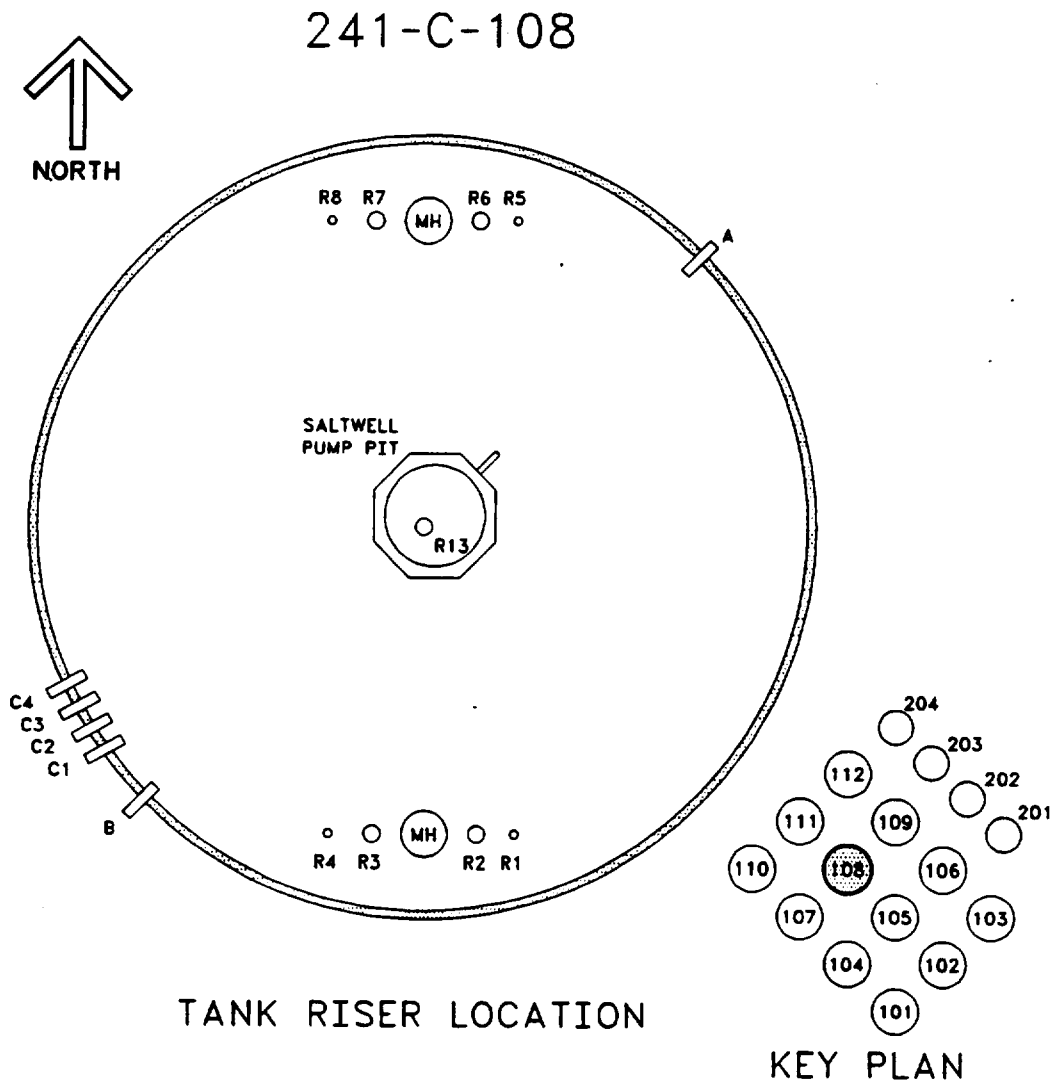 241-C-108
NORTH
R8 R7 MH R6 R5
A
SALTWELL
PUMP PIT
R13
C4
C3
C2
C1
B
MH
R4 R3 R2 R1
204
203
112
202
201
111 109
110 108 106
107 105 103
104 102
101
TANK RISER LOCATION
KEY PLAN